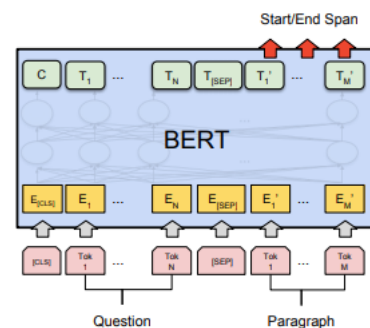 Start/End Span
C T1 ... TN T[SEP] T1' ... TM'
BERT
E[CLS] E1 ... EN E[SEP] E1' ... EM'
[CLS] Tok 1 ... Tok N [SEP] Tok 1 ... Tok M
Question Paragraph